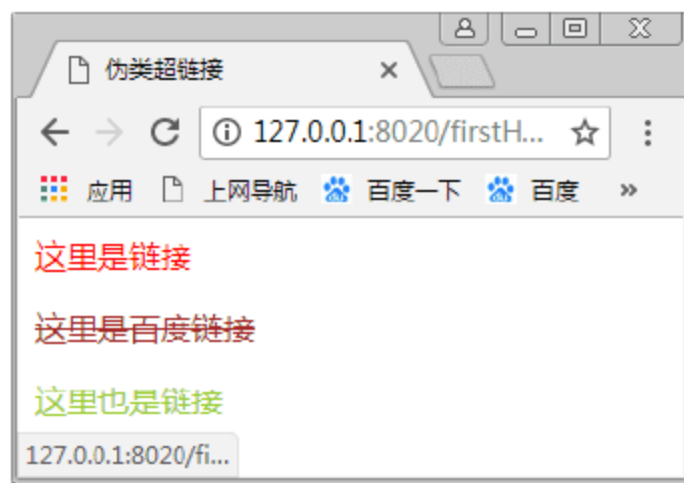 伪类超链接
127.0.0.1:8020/firstH...
应用 上网导航 百度一下 百度 »
这里是链接
这里是百度链接
这里也是链接
127.0.0.1:8020/fi...